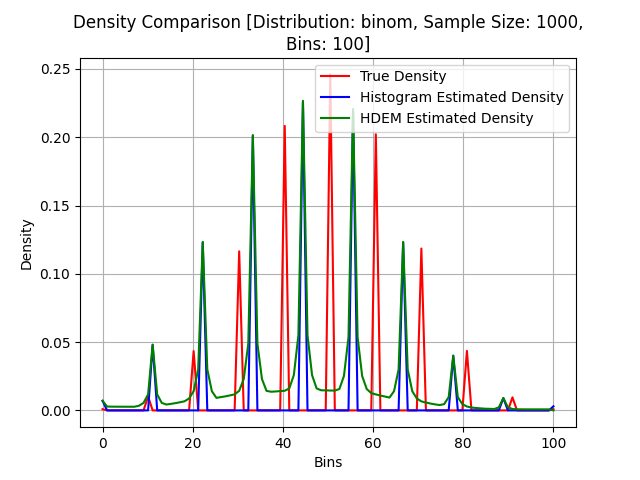 Density Comparison [Distribution: binom, Sample Size: 1000,
Bins: 100]
True Density
Histogram Estimated Density
HDEM Estimated Density
Density
0.25
0.20
0.15
0.10
0.05
0.00
0 20 40 60 80 100
Bins